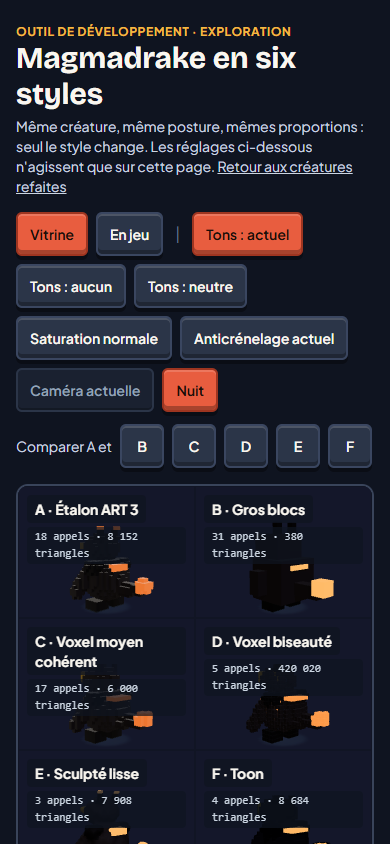 OUTIL DE DÉVELOPPEMENT · EXPLORATION
Magmadrake en six
styles
Même créature, même posture, mêmes proportions :
seul le style change. Les réglages ci-dessous
n'agissent que sur cette page. Retour aux créatures
refaites
Vitrine En jeu | Tons : actuel
Tons : aucun Tons : neutre
Saturation normale Anticrénelage actuel
Caméra actuelle Nuit
Comparer A et B C D E F
A · Étalon ART 3
18 appels · 8 152
triangles
B · Gros blocs
31 appels · 380
triangles
C · Voxel moyen
cohérent
17 appels · 6 000
triangles
D · Voxel biseauté
5 appels · 420 020
triangles
E · Sculpté lisse
3 appels · 7 908
triangles
F · Toon
4 appels · 8 684
triangles